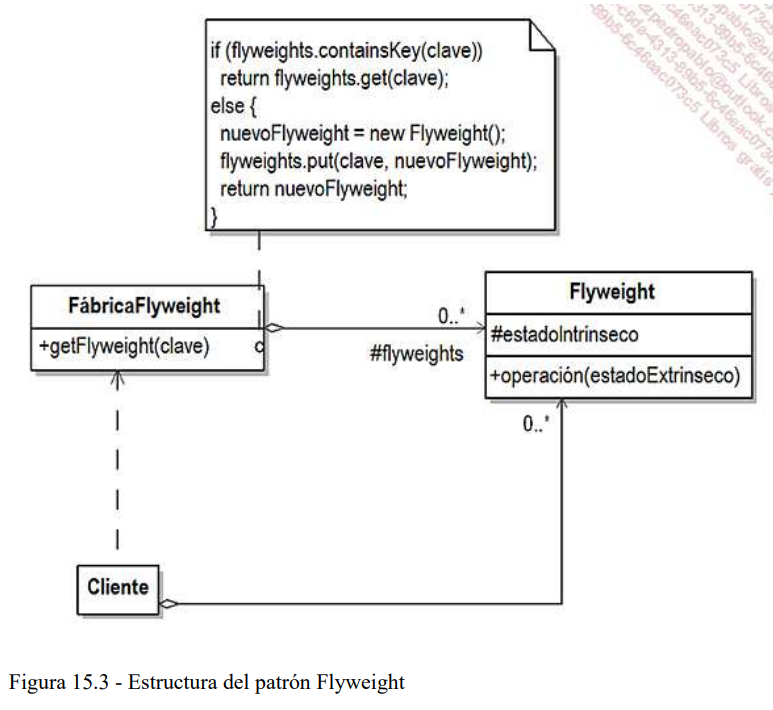 if (flyweights.containsKey(clave))
return flyweights.get(clave);
else {
nuevoFlyweight = new Flyweight();
flyweights.put(clave, nuevoFlyweight);
return nuevoFlyweight;
}
FábricaFlyweight
+getFlyweight(clave)
0..*
#flyweights
Flyweight
#estadoIntrinseco
+operación(estadoExtrinseco)
0..*
Cliente
Figura 15.3 - Estructura del patrón Flyweight